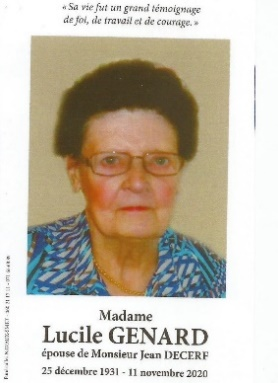 « Sa vie fut un grand témoignage
de foi, de travail et de courage. »
Madame
Lucile GENARD
épouse de Monsieur Jean DECERF
25 décembre 1931 - 11 novembre 2020